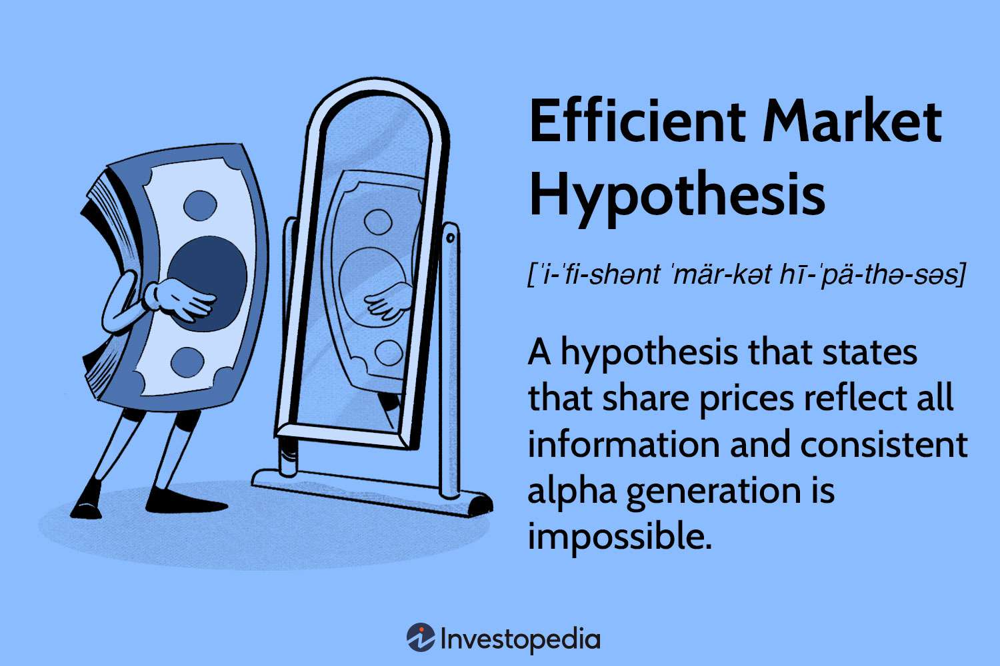 Efficient Market
Hypothesis
[ˈi-ˈfi-shənt ˈmär-kət hī-ˈpä-thə-səs]
A hypothesis that states
that share prices reflect all
information and consistent
alpha generation is
impossible.
Investopedia